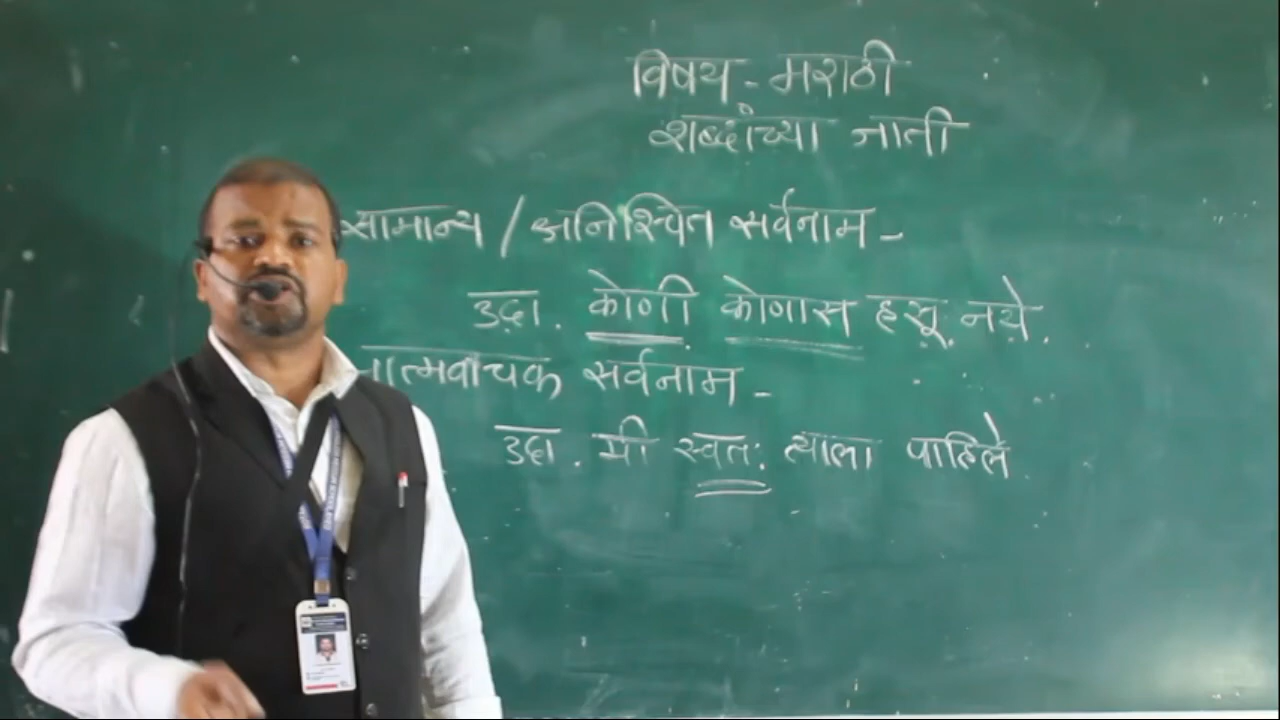 विषय - मराठी
शब्दांच्या जाती
सामान्य / अनिश्चित सर्वनाम -
उदा. कोणी कोणास हसू नये.
आत्मवाचक सर्वनाम -
उदा. मी स्वतः त्याला पाहिले